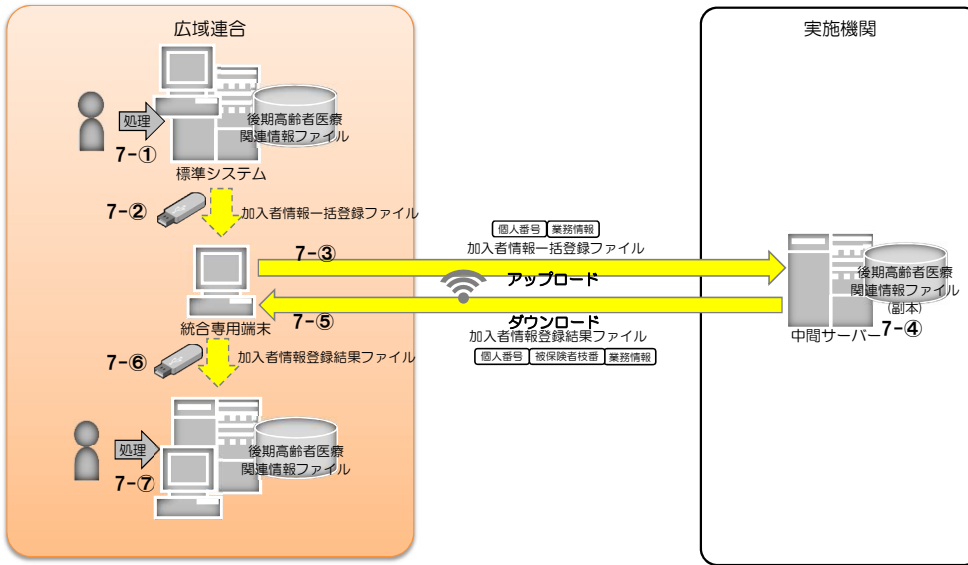 広域連合
処理
7-①
後期高齢者医療
関連情報ファイル
標準システム
7-②
加入者情報一括登録ファイル
7-③
統合専用端末
7-⑤
7-⑥
加入者情報登録結果ファイル
処理
7-⑦
後期高齢者医療
関連情報ファイル
個人番号 業務情報
加入者情報一括登録ファイル
アップロード
ダウンロード
加入者情報登録結果ファイル
個人番号 被保険者枝番 業務情報
実施機関
後期高齢者医療
関連情報ファイル
(副本)
7-④
中間サーバー